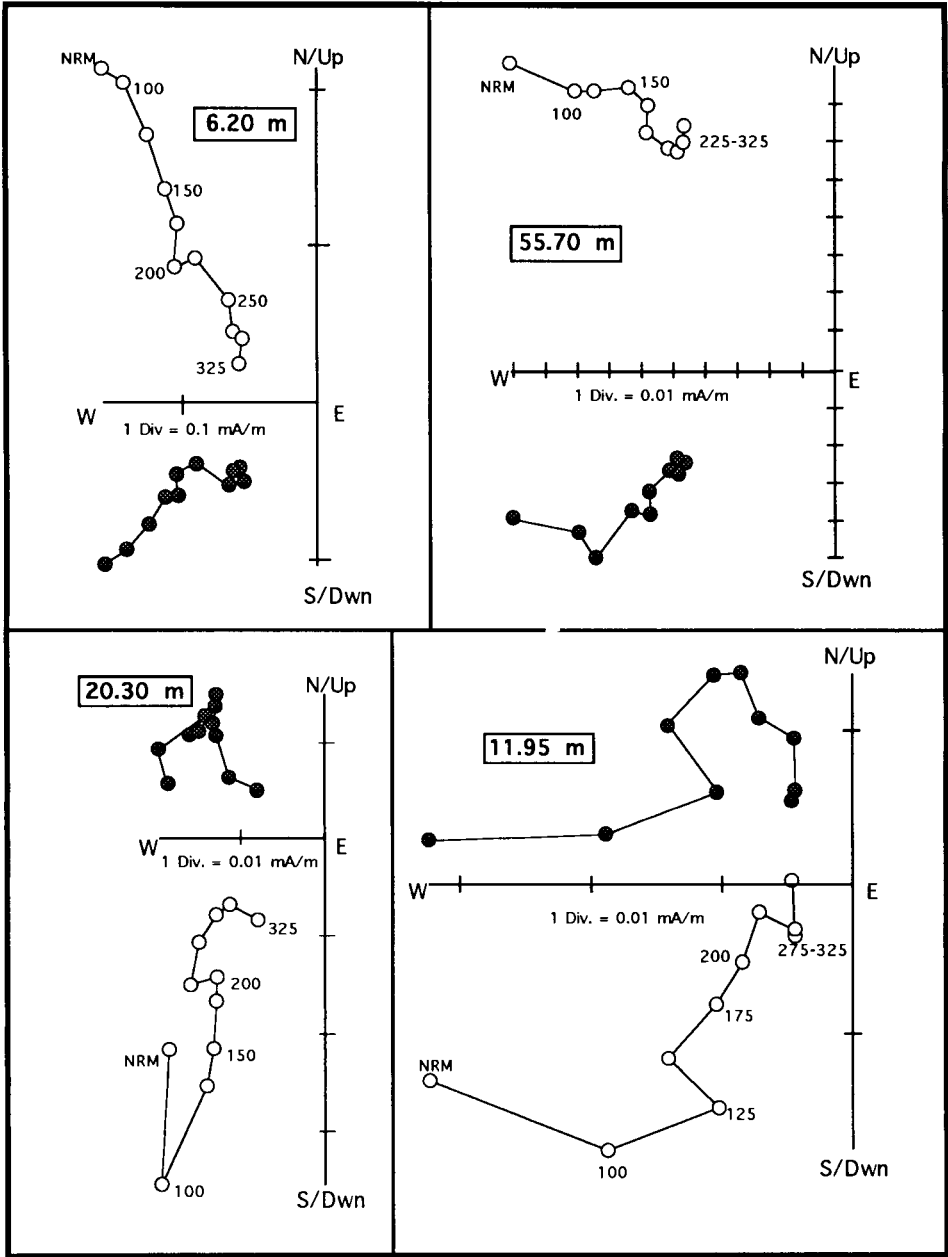 N/Up
NRM
100
6.20 m
150
200
250
325
W
E
1 Div = 0.1 mA/m
S/Dwn
N/Up
NRM
150
100
225-325
55.70 m
W
E
1 Div. = 0.01 mA/m
S/Dwn
20.30 m
N/Up
W
E
1 Div. = 0.01 mA/m
325
200
NRM
150
100
S/Dwn
N/Up
11.95 m
W
E
1 Div. = 0.01 mA/m
200
275-325
175
NRM
125
100
S/Dwn